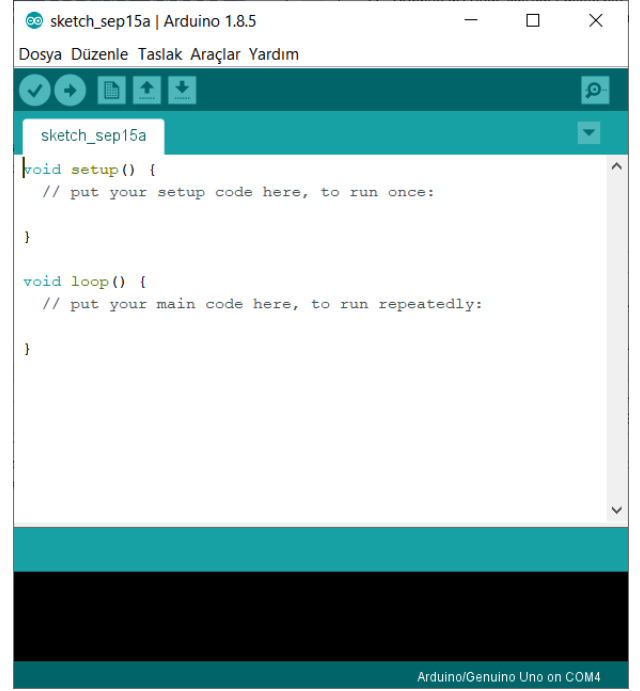 sketch_sep15a | Arduino 1.8.5
Dosya Düzenle Taslak Araçlar Yardım
sketch_sep15a
void setup() {
  // put your setup code here, to run once:
}
void loop() {
  // put your main code here, to run repeatedly:
}
Arduino/Genuino Uno on COM4